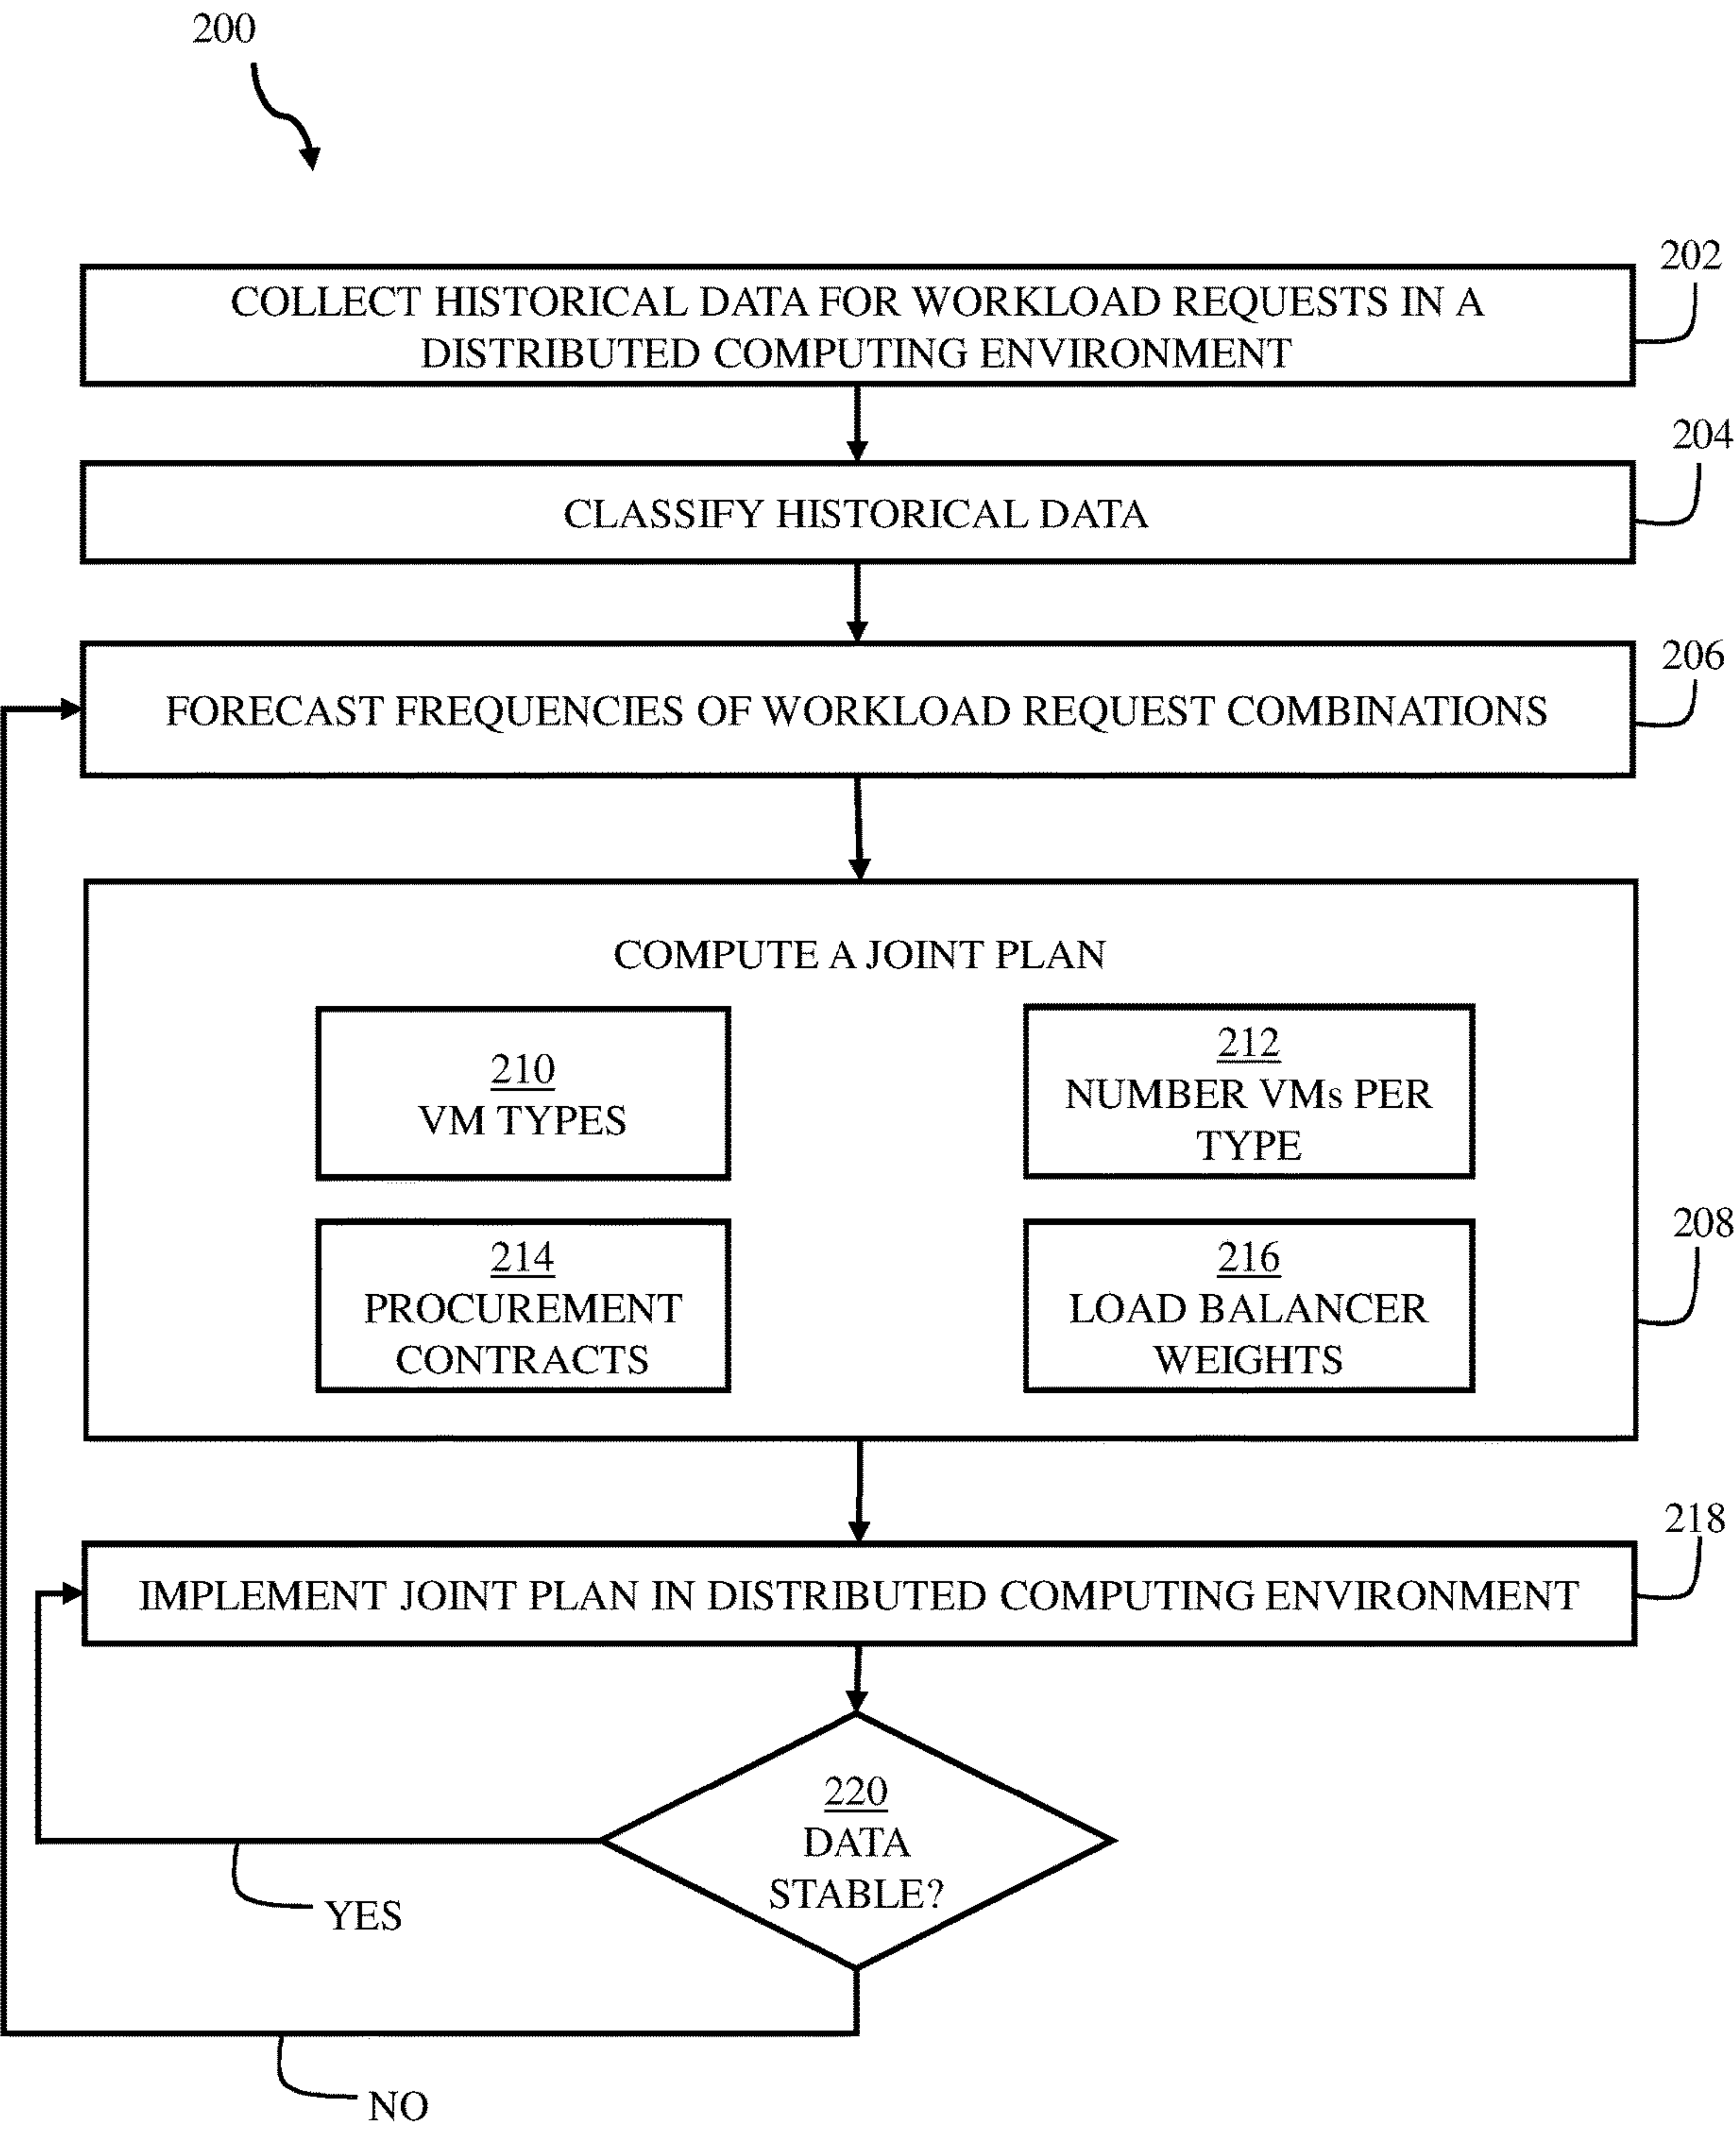 200
202
COLLECT HISTORICAL DATA FOR WORKLOAD REQUESTS IN A
DISTRIBUTED COMPUTING ENVIRONMENT
204
CLASSIFY HISTORICAL DATA
206
FORECAST FREQUENCIES OF WORKLOAD REQUEST COMBINATIONS
COMPUTE A JOINT PLAN
210
VM TYPES
212
NUMBER VMs PER
TYPE
208
214
PROCUREMENT
CONTRACTS
216
LOAD BALANCER
WEIGHTS
218
IMPLEMENT JOINT PLAN IN DISTRIBUTED COMPUTING ENVIRONMENT
220
DATA
STABLE?
YES
NO